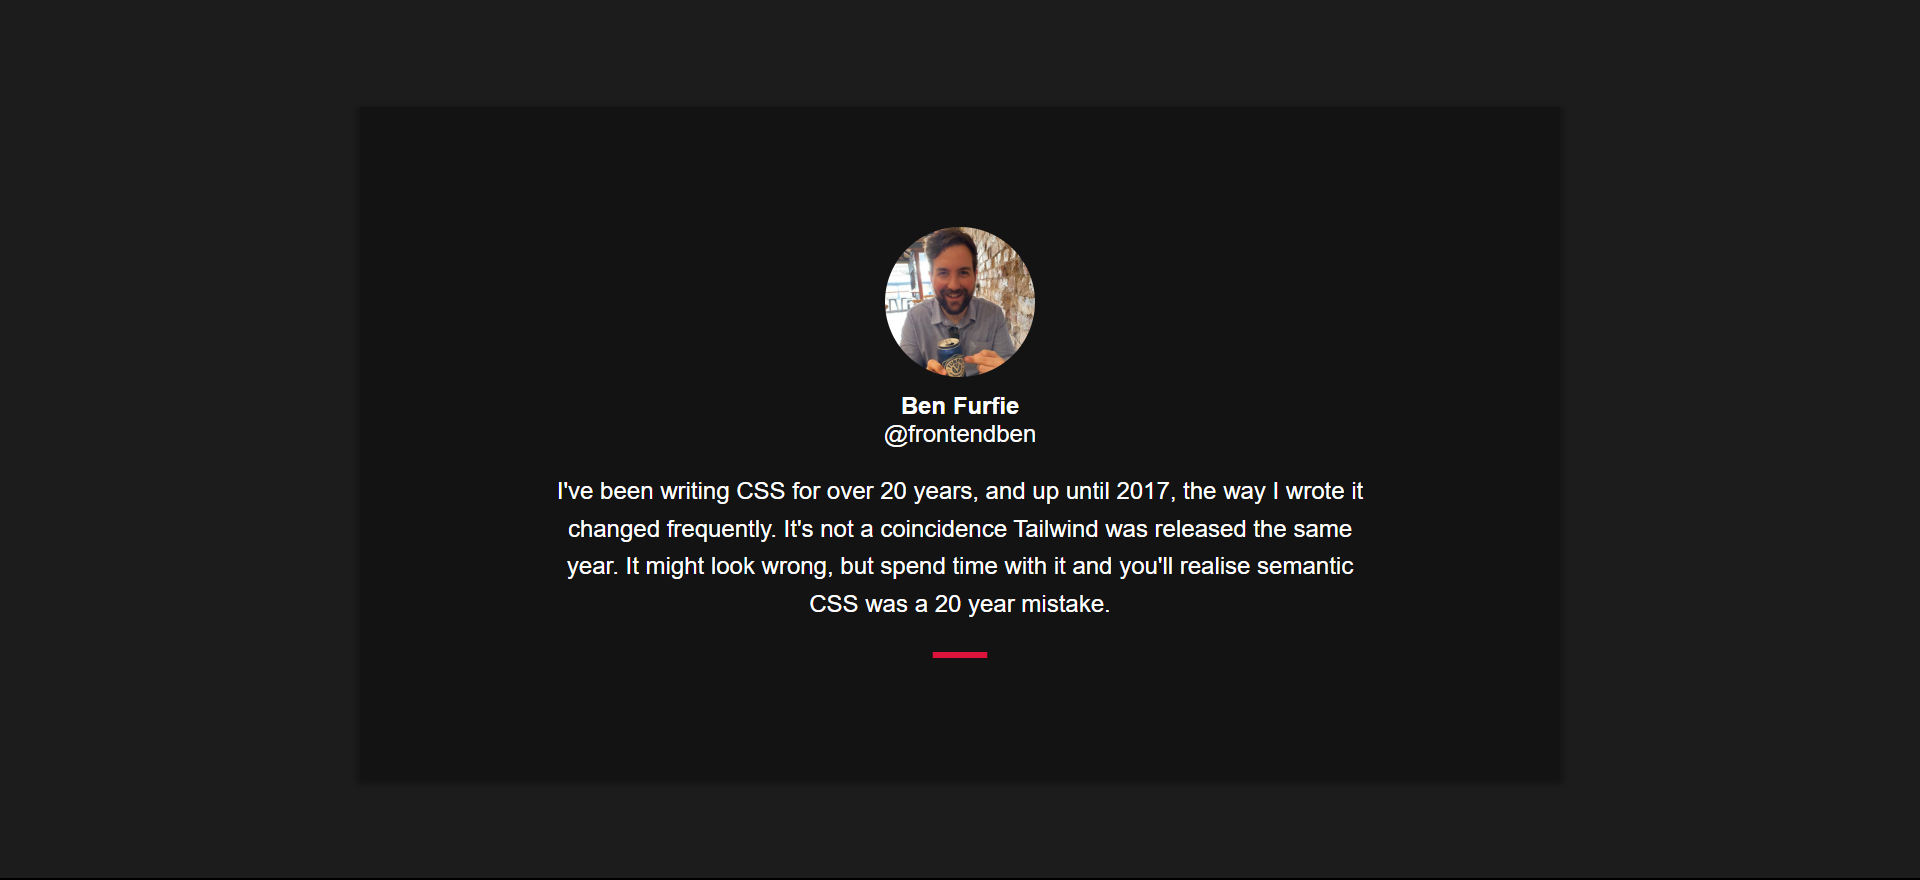 Ben Furfie
@frontendben
I've been writing CSS for over 20 years, and up until 2017, the way I wrote it
changed frequently. It's not a coincidence Tailwind was released the same
year. It might look wrong, but spend time with it and you'll realise semantic
CSS was a 20 year mistake.